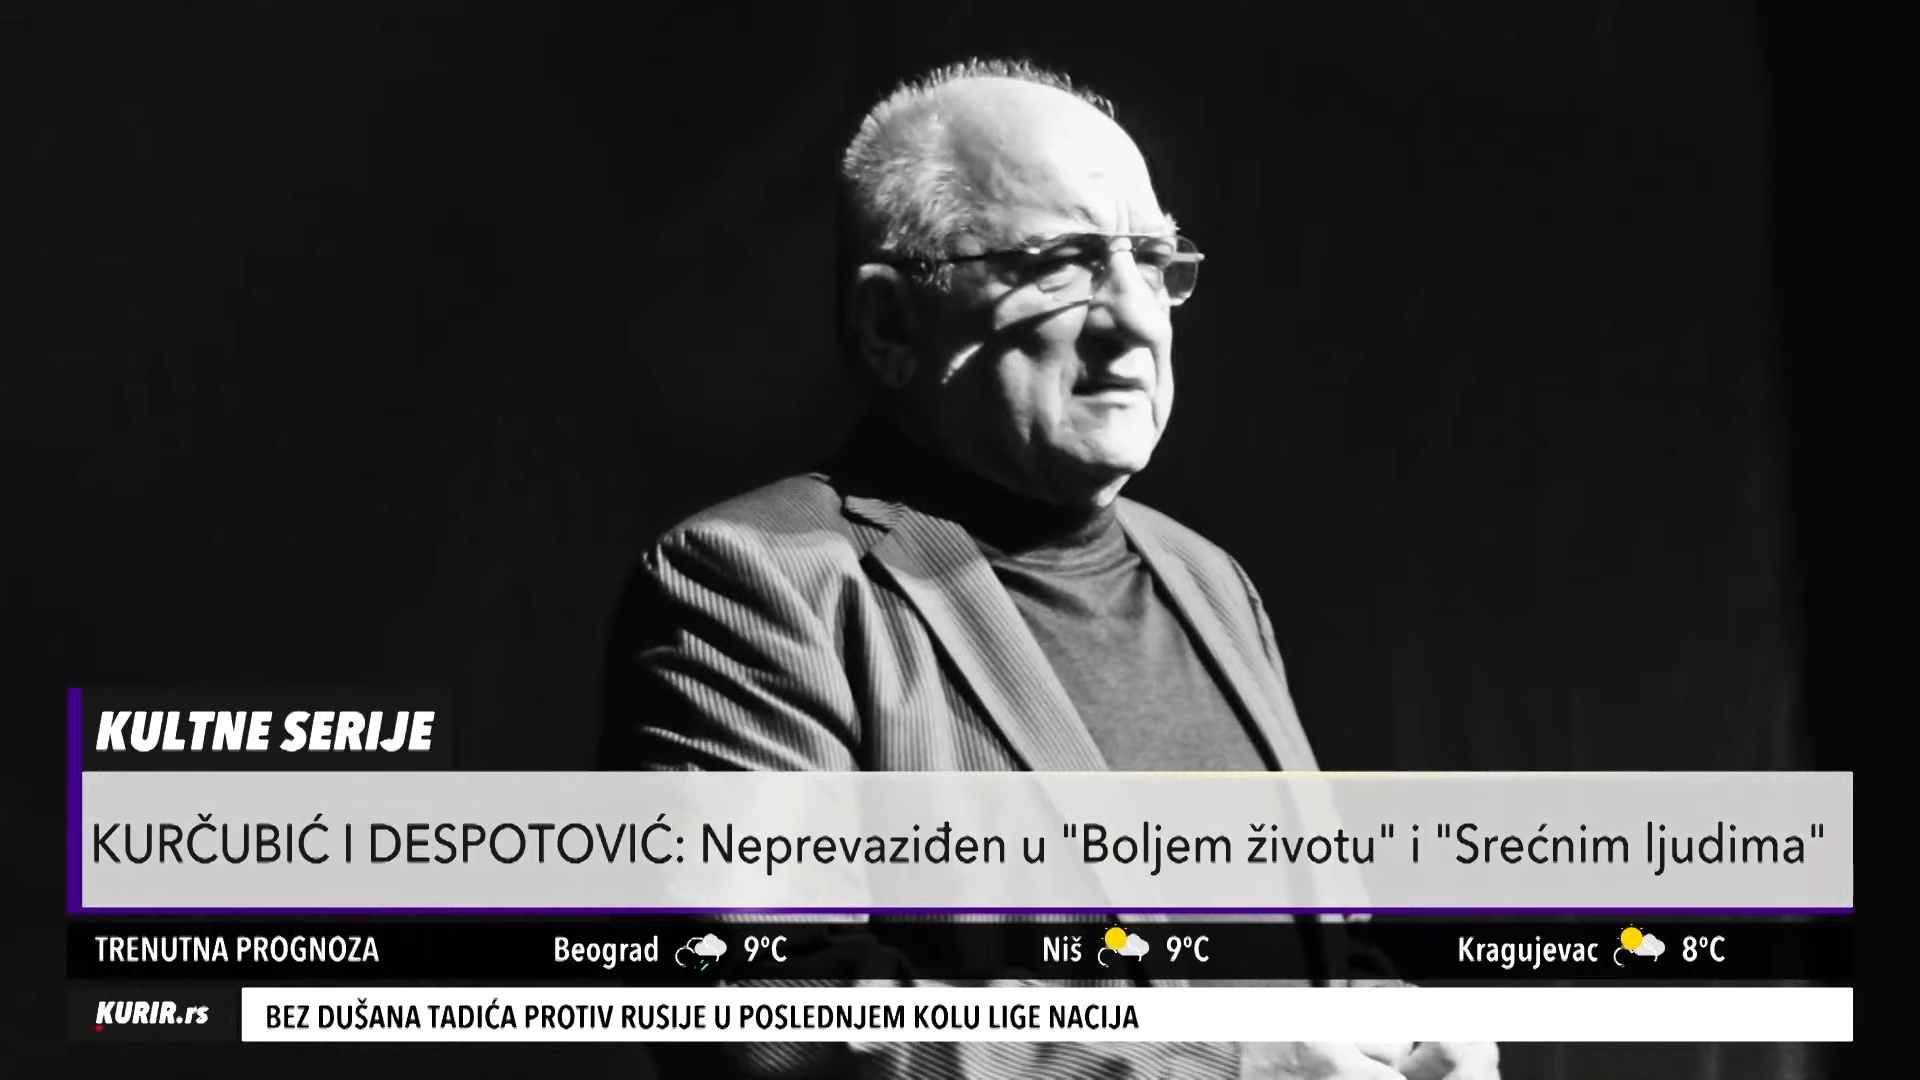 KULTNE SERIJE
KURČUBIĆ I DESPOTOVIĆ: Neprevaziđen u "Boljem životu" i "Srećnim ljudima"
TRENUTNA PROGNOZA Beograd 9°C Niš 9°C Kragujevac 8°C
KURIR.rs BEZ DUŠANA TADIĆA PROTIV RUSIJE U POSLEDNJEM KOLU LIGE NACIJA